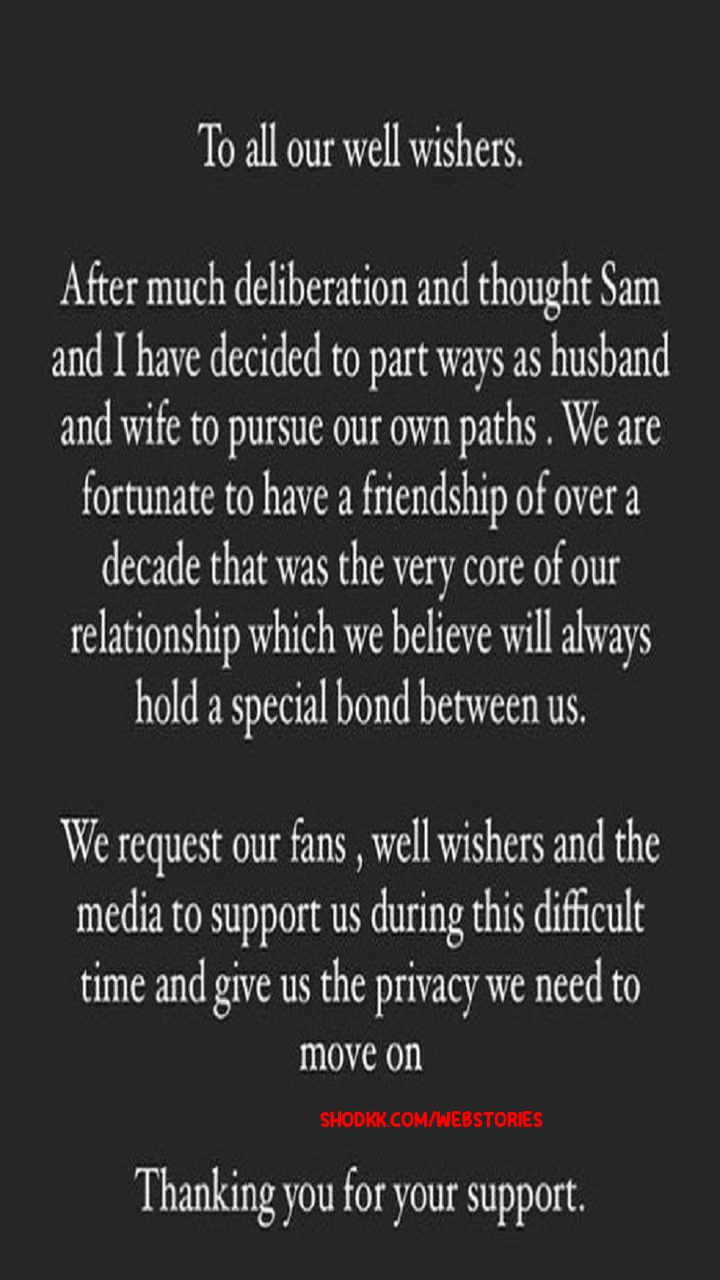 To all our well wishers.
After much deliberation and thought Sam
and I have decided to part ways as husband
and wife to pursue our own paths . We are
fortunate to have a friendship of over a
decade that was the very core of our
relationship which we believe will always
hold a special bond between us.
We request our fans , well wishers and the
media to support us during this difficult
time and give us the privacy we need to
move on
SHODKK.COM/WEBSTORIES
Thanking you for your support.